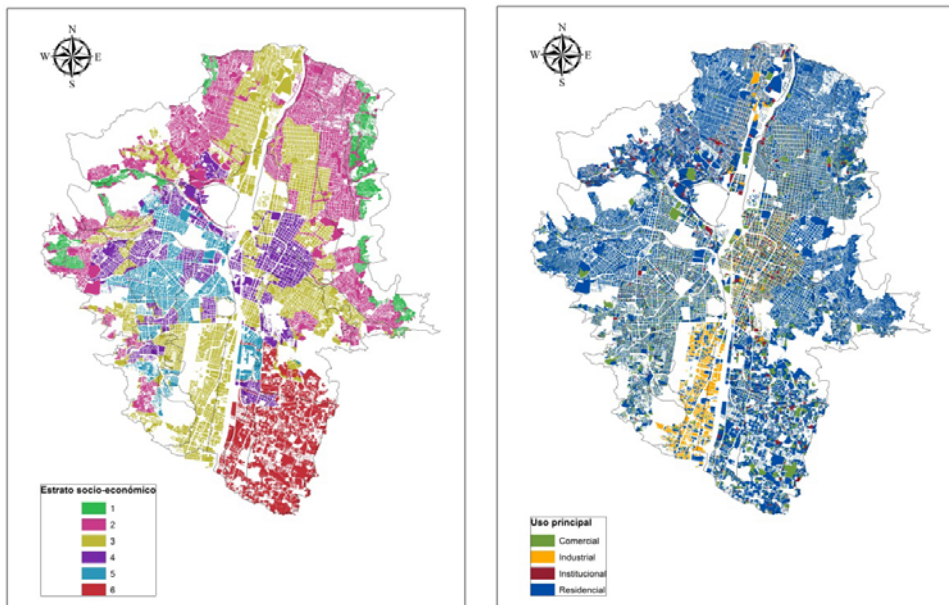 N
W E
S
Estrato socio-económico
1
2
3
4
5
6
N
W E
S
Uso principal
Comercial
Industrial
Institucional
Residencial